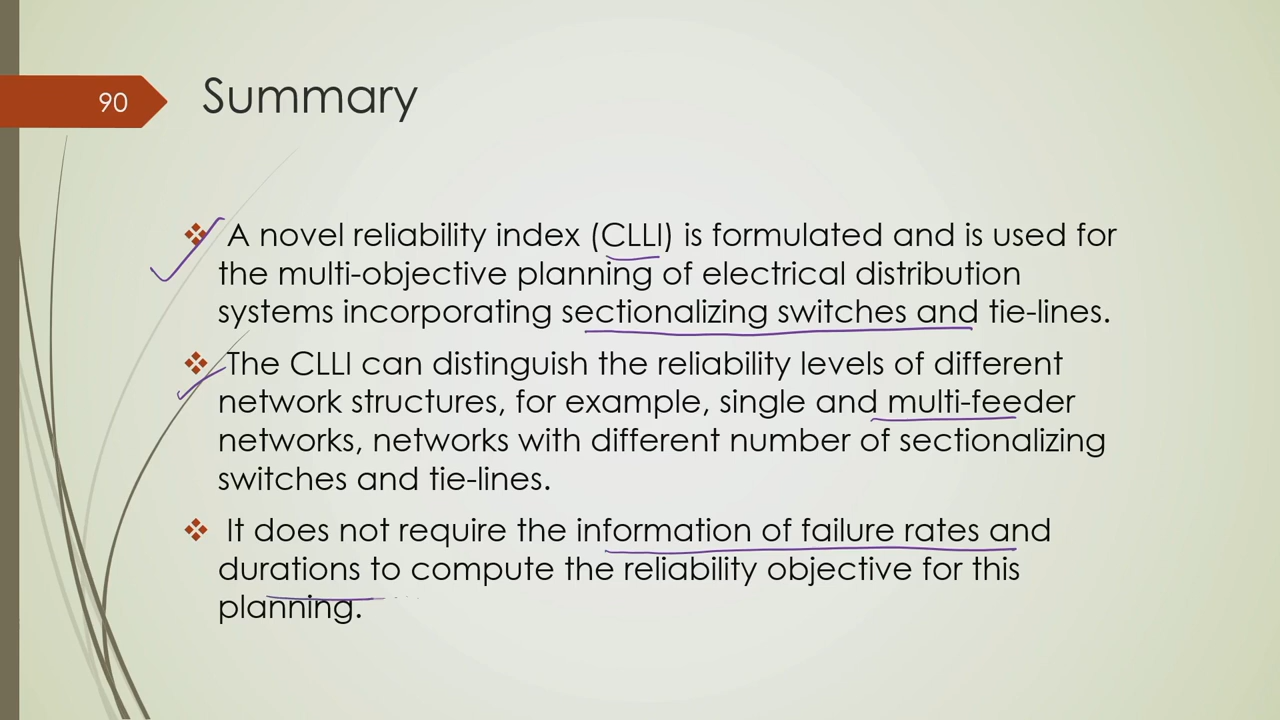 90
Summary
A novel reliability index (CLLI) is formulated and is used for
the multi-objective planning of electrical distribution
systems incorporating sectionalizing switches and tie-lines.
The CLLI can distinguish the reliability levels of different
network structures, for example, single and multi-feeder
networks, networks with different number of sectionalizing
switches and tie-lines.
It does not require the information of failure rates and
durations to compute the reliability objective for this
planning.